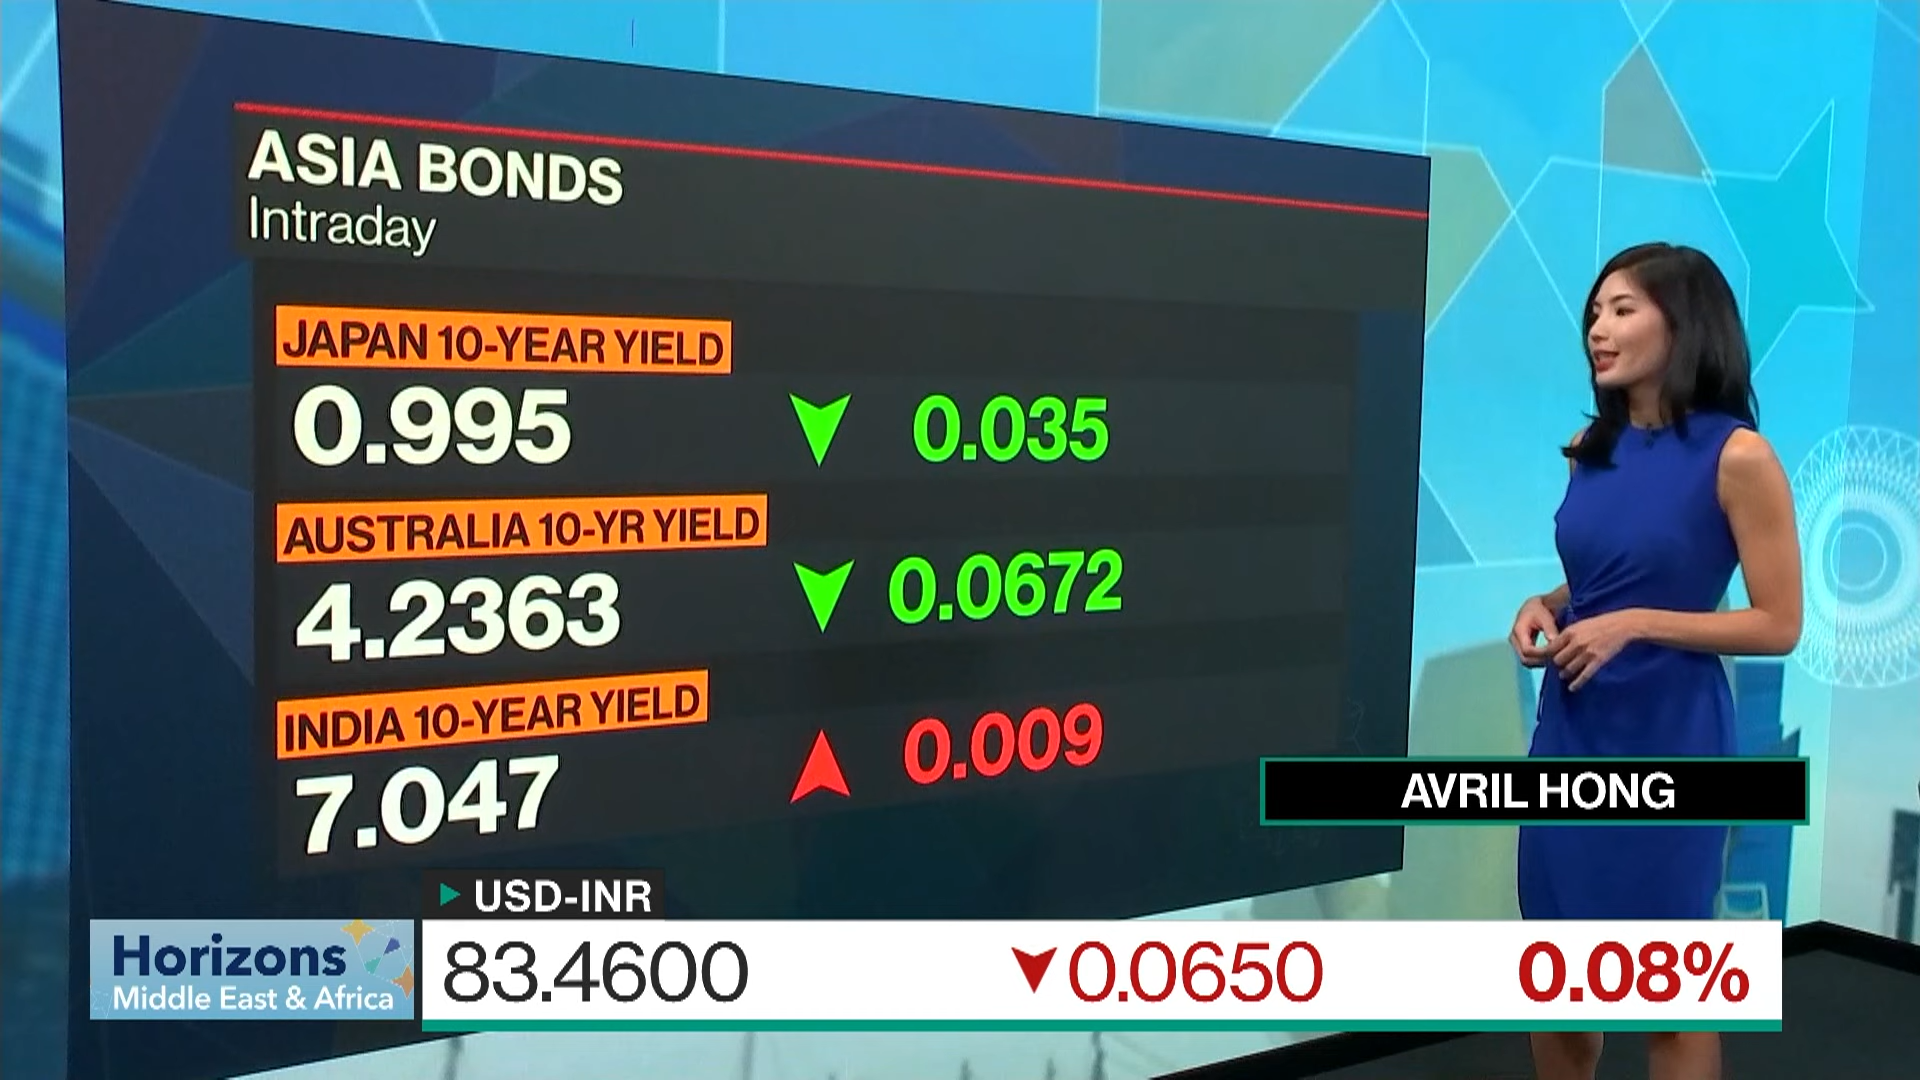 ASIA BONDS
Intraday
JAPAN 10-YEAR YIELD
0.995 ▼ 0.035
AUSTRALIA 10-YR YIELD
4.2363 ▼ 0.0672
INDIA 10-YEAR YIELD
7.047 ▲ 0.009
AVRIL HONG
USD-INR
83.4600 ▼0.0650 0.08%
Horizons
Middle East & Africa